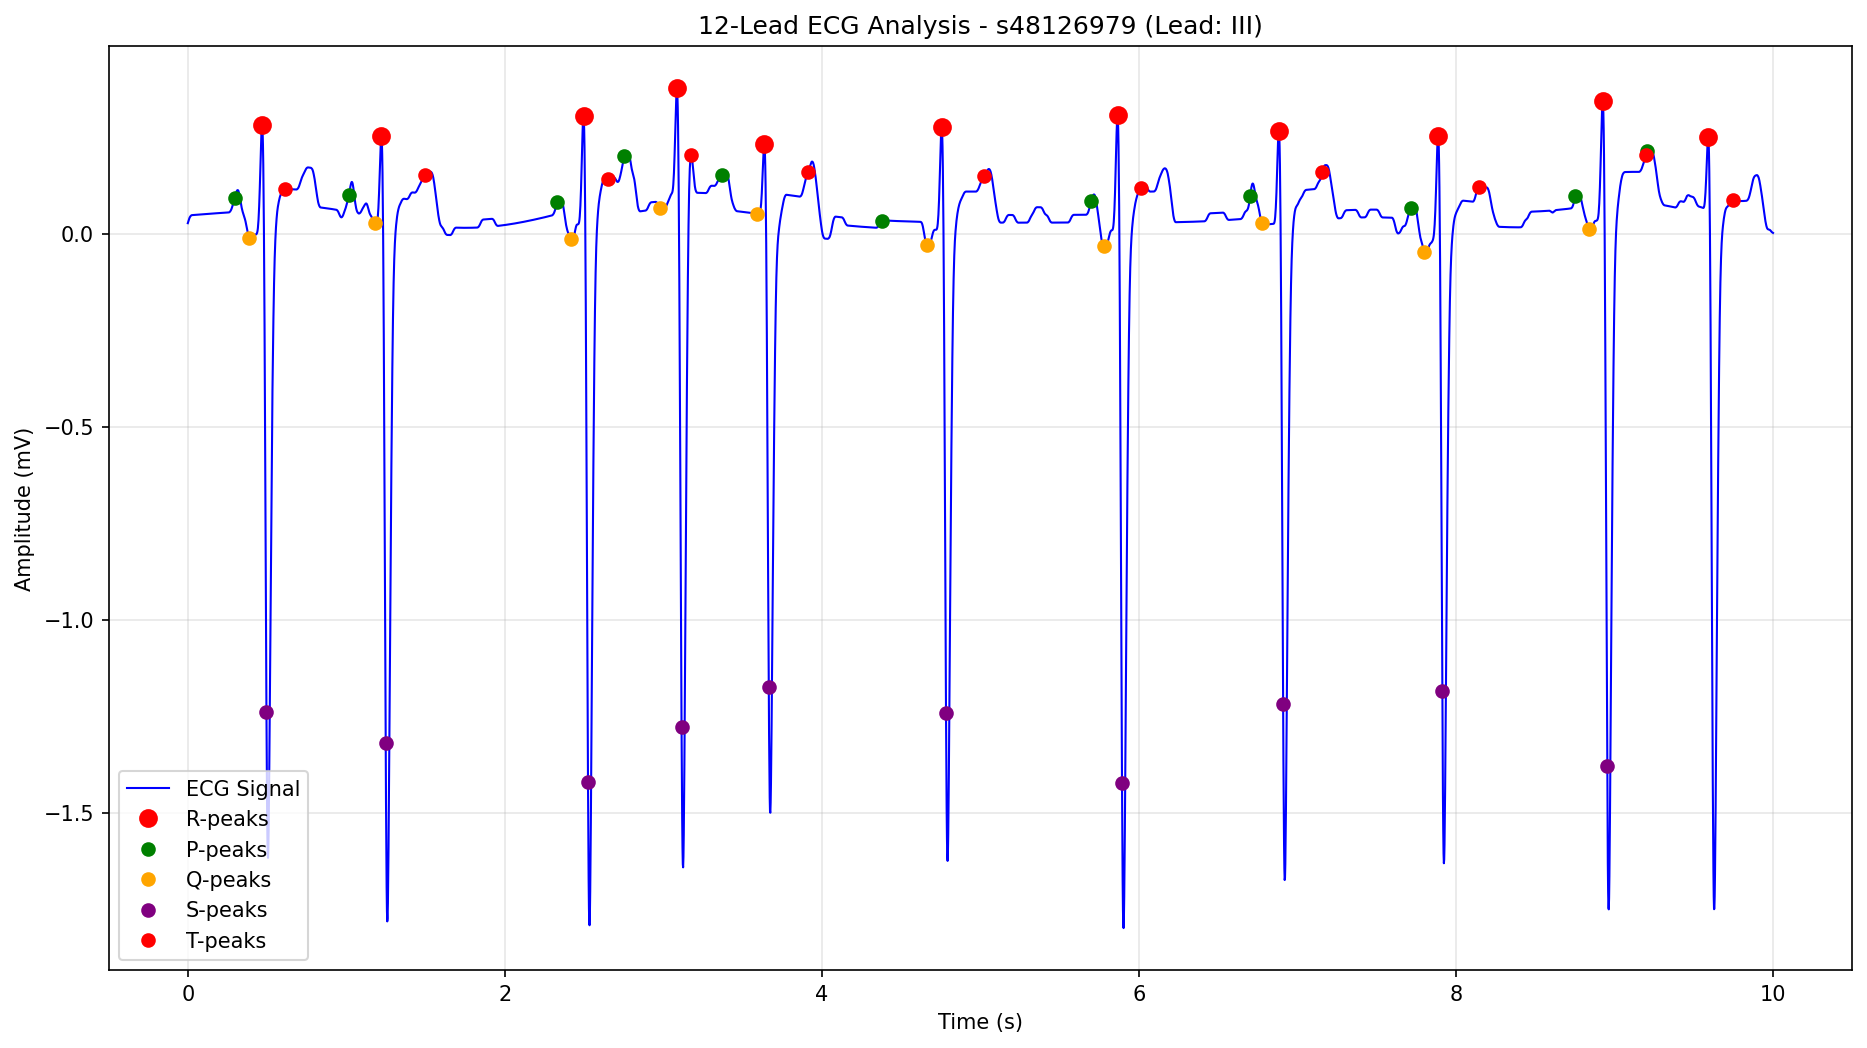 12-Lead ECG Analysis - s48126979 (Lead: III)
Amplitude (mV)
0.0
−0.5
−1.0
−1.5
ECG Signal
R-peaks
P-peaks
Q-peaks
S-peaks
T-peaks
0 2 4 6 8 10
Time (s)